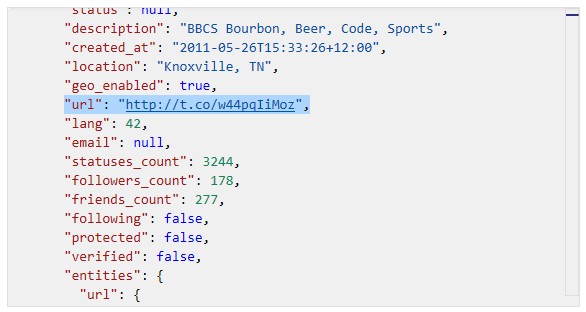 "status": null,
"description": "BBCS Bourbon, Beer, Code, Sports",
"created_at": "2011-05-26T15:33:26+12:00",
"location": "Knoxville, TN",
"geo_enabled": true,
"url": "http://t.co/w44pqIiMoz",
"lang": 42,
"email": null,
"statuses_count": 3244,
"followers_count": 178,
"friends_count": 277,
"following": false,
"protected": false,
"verified": false,
"entities": {
"url": {